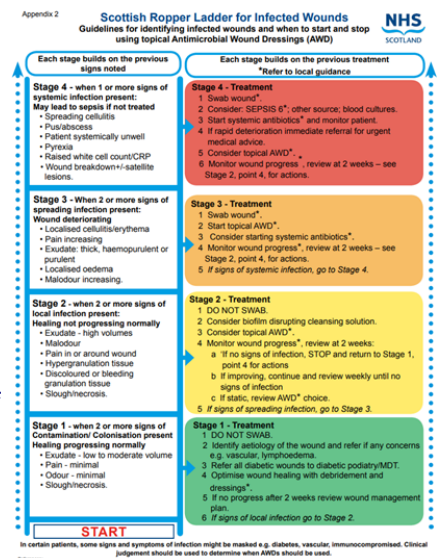 Appendix 2
Scottish Ropper Ladder for Infected Wounds
Guidelines for identifying infected wounds and when to start and stop
using topical Antimicrobial Wound Dressings (AWD)
NHS
SCOTLAND
Each stage builds on the previous
signs noted
Each stage builds on the previous treatment
*Refer to local guidance
Stage 4 - when 1 or more signs of
systemic infection present:
May lead to sepsis if not treated
• Spreading cellulitis
• Pus/abscess
• Patient systemically unwell
• Pyrexia
• Raised white cell count/CRP
• Wound breakdown+/-satellite
lesions.
Stage 4 - Treatment
1 Swab wound*.
2 Consider: SEPSIS 6*; other source; blood cultures.
3 Start systemic antibiotics* and monitor patient.
4 If rapid deterioration immediate referral for urgent
medical advice.
5 Consider topical AWD*.
6 Monitor wound progress*, review at 2 weeks – see
Stage 2, point 4, for actions.
Stage 3 - When 2 or more signs of
spreading infection present:
Wound deteriorating
• Localised cellulitis/erythema
• Pain increasing
• Exudate: thick, haemopurulent or
purulent
• Localised oedema
• Malodour increasing.
Stage 3 - Treatment
1 Swab wound*.
2 Start topical AWD*.
3 Consider starting systemic antibiotics*.
4 Monitor wound progress*, review at 2 weeks – see
Stage 2, point 4, for actions.
5 If signs of systemic infection, go to Stage 4.
Stage 2 - when 2 or more signs of
local infection present:
Healing not progressing normally
• Exudate - high volumes
• Malodour
• Pain in or around wound
• Hypergranulation tissue
• Discoloured or bleeding
granulation tissue
• Slough/necrosis.
Stage 2 - Treatment
1 DO NOT SWAB.
2 Consider biofilm disrupting cleansing solution.
3 Consider topical AWD*.
4 Monitor wound progress*, review at 2 weeks:
a If no signs of infection, STOP and return to Stage 1,
point 4 for actions
b If improving, continue and review weekly until no
signs of infection
c If static, review AWD* choice.
5 If signs of spreading infection, go to Stage 3.
Stage 1 - when 2 or more signs of
Contamination/ Colonisation present
Healing progressing normally
• Exudate - low to moderate volume
• Pain - minimal
• Odour - minimal
• Slough/necrosis.
Stage 1 - Treatment
1 DO NOT SWAB.
2 Identify aetiology of the wound and refer if any concerns
e.g. vascular, lymphoedema.
3 Refer all diabetic wounds to diabetic podiatry/MDT.
4 Optimise wound healing with debridement and
dressings*.
5 If no progress after 2 weeks review wound management
plan.
6 If signs of local infection go to Stage 2.
START
In certain patients, some signs and symptoms of infection might be masked e.g. diabetes, vascular, immunocompromised. Clinical
judgement should be used to determine when AWDs should be used.